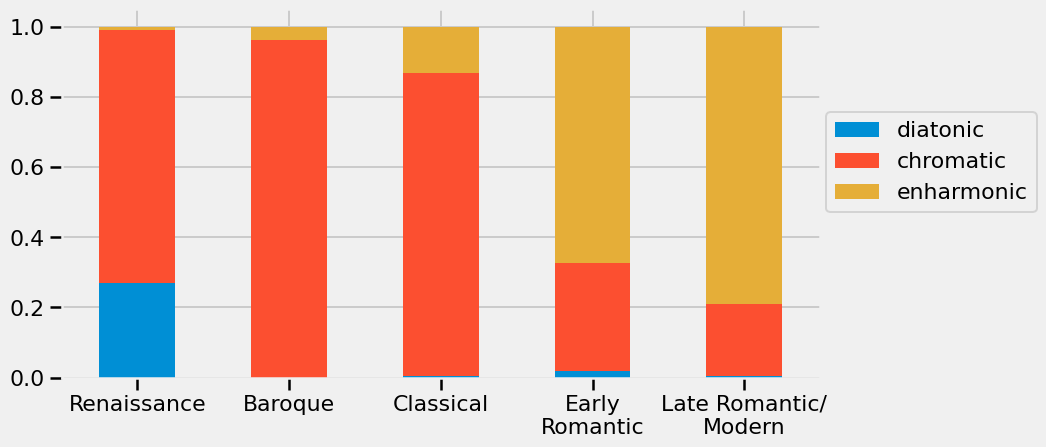 1.0
0.8
0.6
0.4
0.2
0.0
Renaissance
Baroque
Classical
Early
Romantic
Late Romantic/
Modern
diatonic
chromatic
enharmonic